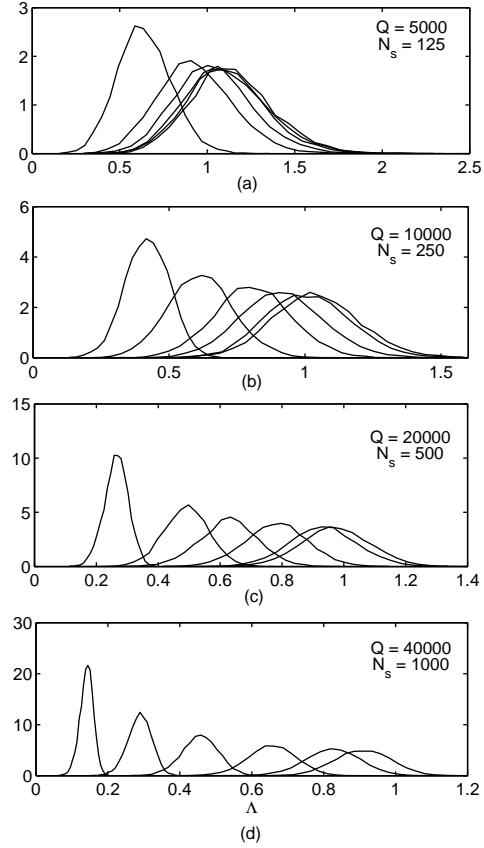 3
2
1
0
Q = 5000
N_s = 125
0 0.5 1 1.5 2 2.5
(a)
6
4
2
0
Q = 10000
N_s = 250
0 0.5 1 1.5
(b)
15
10
5
0
Q = 20000
N_s = 500
0 0.2 0.4 0.6 0.8 1 1.2 1.4
(c)
30
20
10
0
Q = 40000
N_s = 1000
0 0.2 0.4 0.6 0.8 1 1.2
Λ
(d)